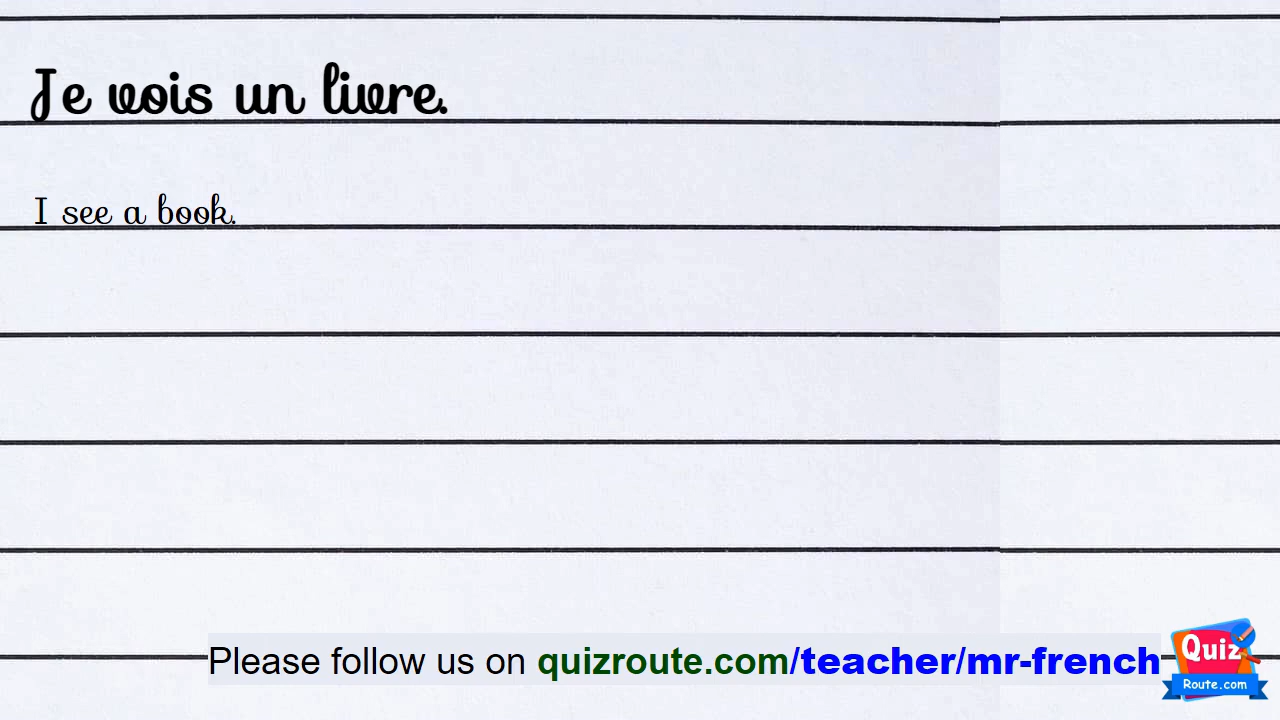 Je vois un livre.
I see a book.
Please follow us on quizroute.com/teacher/mr-french
Quiz
Route.com